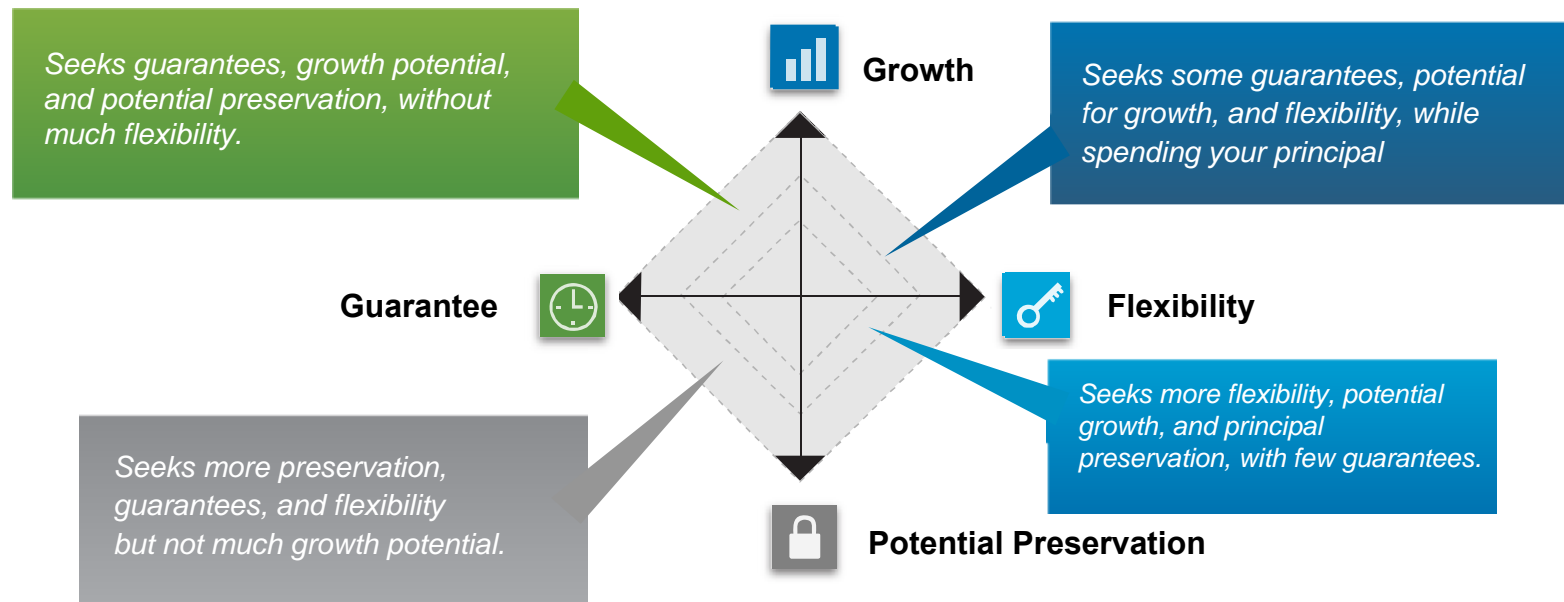 Seeks guarantees, growth potential,
and potential preservation, without
much flexibility.
Growth
Seeks some guarantees, potential
for growth, and flexibility, while
spending your principal
Guarantee
Flexibility
Seeks more preservation,
guarantees, and flexibility
but not much growth potential.
Seeks more flexibility, potential
growth, and principal
preservation, with few guarantees.
Potential Preservation